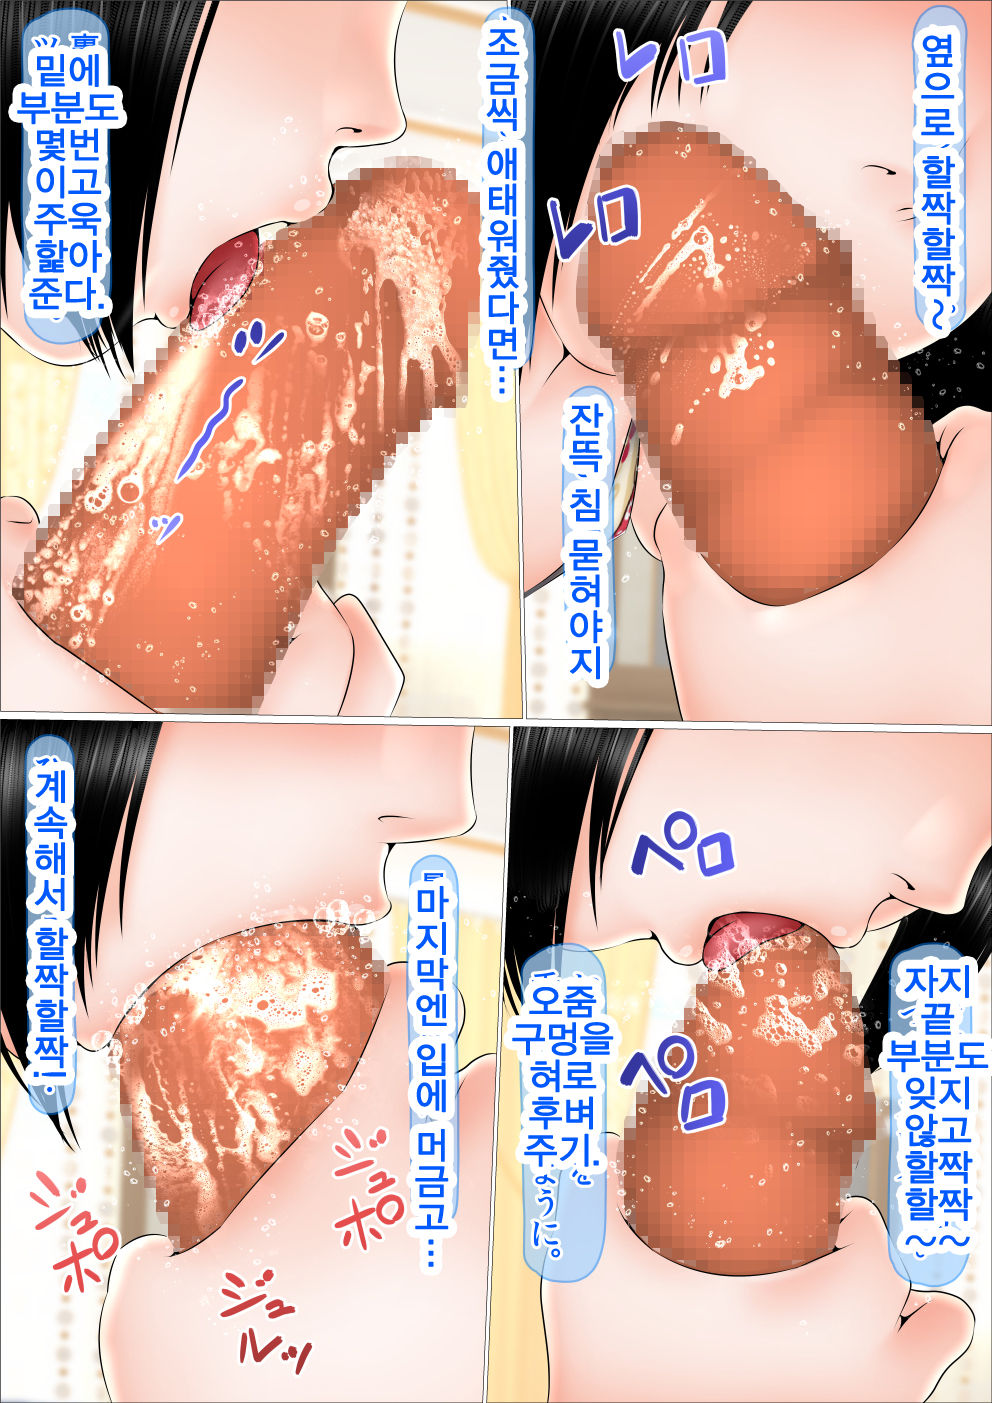 옆으로 할짝할짝~
レロ
レロ
잔뜩 침 묻혀야지
조금씩 애태워줬다면…
밑에
부분도
몇번
이고
주욱
핥아
준다.
ッ
자지
끝
부분도
잊지
않고
할짝
할짝
~~
ペロ
ペロ
오줌
구멍을
혀로
후벼
주기.
ように。
마지막엔 입에 머금고…
계속해서 할짝할짝!
ジュポ
ジュポ
ジュルッ